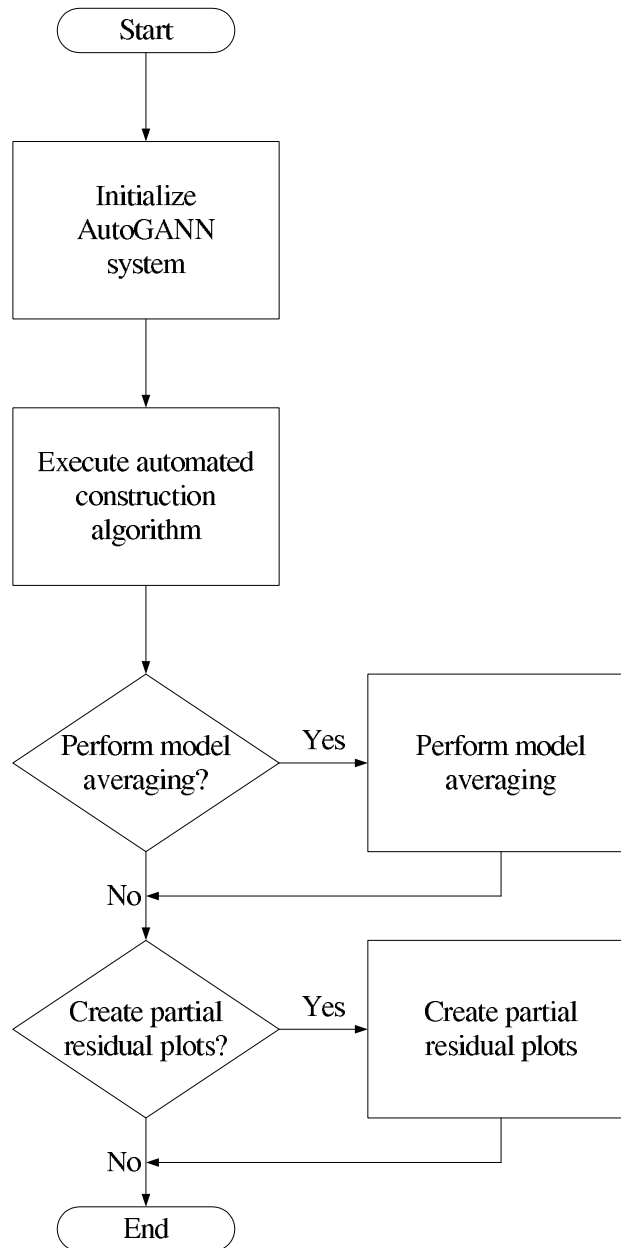 Start
Initialize
AutoGANN
system
Execute automated
construction
algorithm
Perform model
averaging?
Yes
Perform model
averaging
No
Create partial
residual plots?
Yes
Create partial
residual plots
No
End